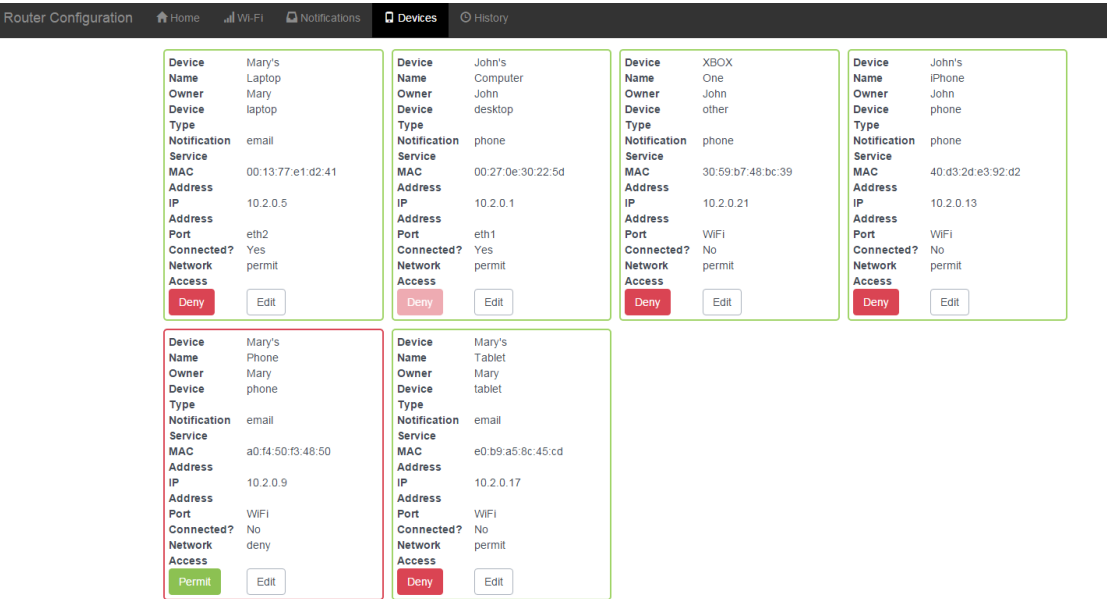 Router Configuration Home Wi-Fi Notifications Devices History
Device Name Mary's Laptop
Owner Mary
Device Type laptop
Notification Service email
MAC Address 00:13:77:e1:d2:41
IP Address 10.2.0.5
Port eth2
Connected? Yes
Network Access permit
Deny Edit
Device Name John's Computer
Owner John
Device Type desktop
Notification Service phone
MAC Address 00:27:0e:30:22:5d
IP Address 10.2.0.1
Port eth1
Connected? Yes
Network Access permit
Deny Edit
Device Name XBOX One
Owner John
Device Type other
Notification Service phone
MAC Address 30:59:b7:48:bc:39
IP Address 10.2.0.21
Port WiFi
Connected? No
Network Access permit
Deny Edit
Device Name John's iPhone
Owner John
Device Type phone
Notification Service phone
MAC Address 40:d3:2d:e3:92:d2
IP Address 10.2.0.13
Port WiFi
Connected? No
Network Access permit
Deny Edit
Device Name Mary's Phone
Owner Mary
Device Type phone
Notification Service email
MAC Address a0:f4:50:f3:48:50
IP Address 10.2.0.9
Port WiFi
Connected? No
Network Access deny
Permit Edit
Device Name Mary's Tablet
Owner Mary
Device Type tablet
Notification Service email
MAC Address e0:b9:a5:8c:45:cd
IP Address 10.2.0.17
Port WiFi
Connected? No
Network Access permit
Deny Edit